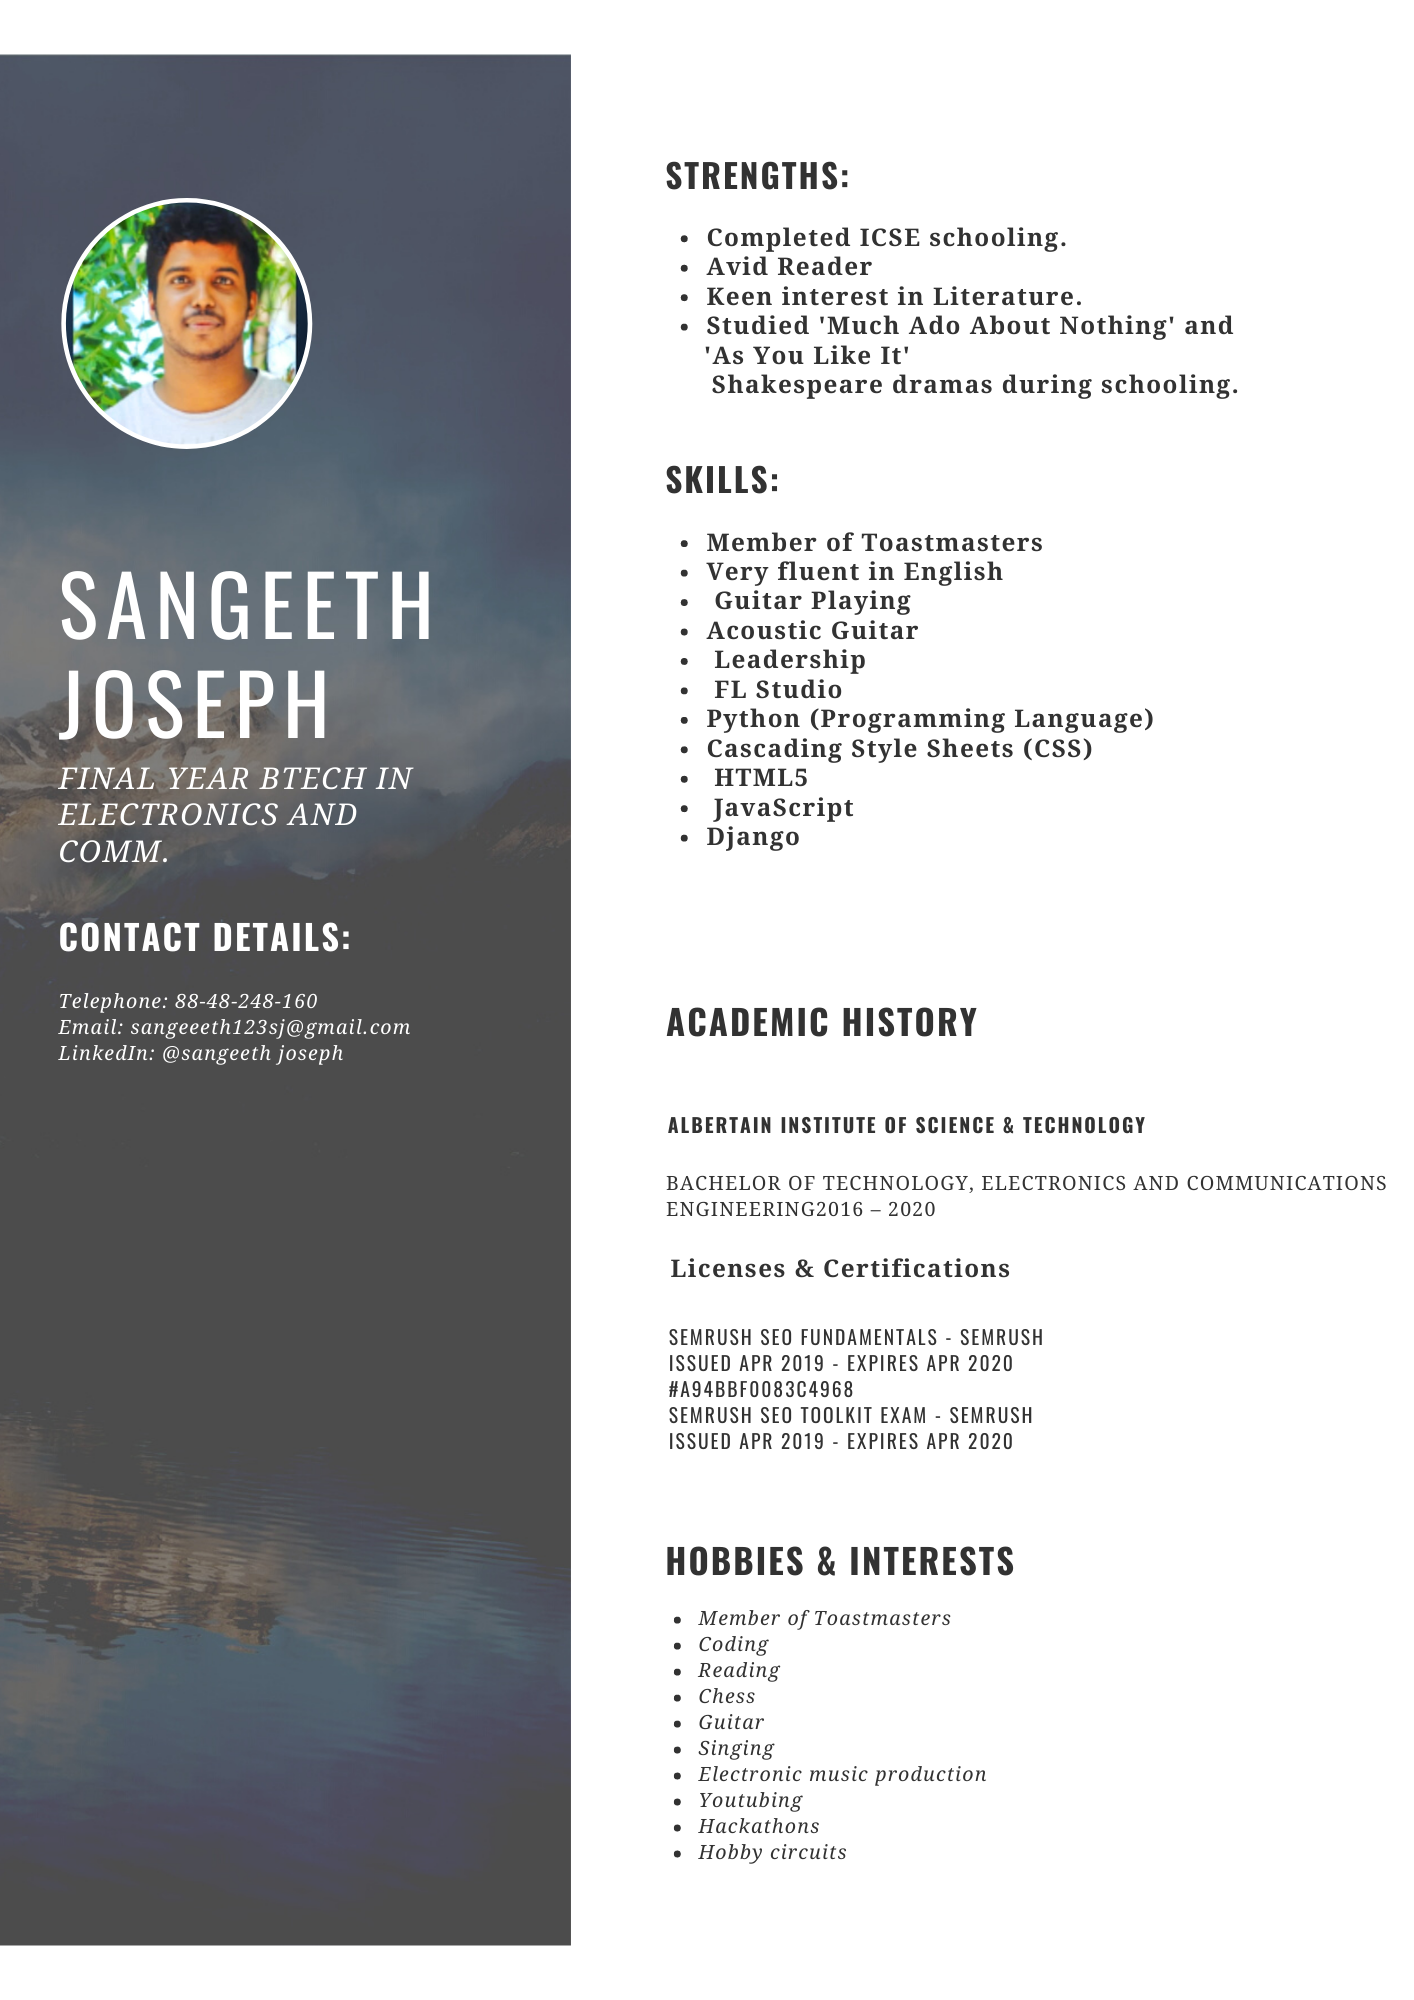 SANGEETH
JOSEPH
FINAL YEAR BTECH IN
ELECTRONICS AND
COMM.
CONTACT DETAILS:
Telephone: 88-48-248-160
Email: sangeeeth123sj@gmail.com
LinkedIn: @sangeeth joseph
STRENGTHS:
Completed ICSE schooling.
Avid Reader
Keen interest in Literature.
Studied 'Much Ado About Nothing' and
'As You Like It'
Shakespeare dramas during schooling.
SKILLS:
Member of Toastmasters
Very fluent in English
Guitar Playing
Acoustic Guitar
Leadership
FL Studio
Python (Programming Language)
Cascading Style Sheets (CSS)
HTML5
JavaScript
Django
ACADEMIC HISTORY
ALBERTAIN INSTITUTE OF SCIENCE & TECHNOLOGY
BACHELOR OF TECHNOLOGY, ELECTRONICS AND COMMUNICATIONS
ENGINEERING2016 – 2020
Licenses & Certifications
SEMRUSH SEO FUNDAMENTALS - SEMRUSH
ISSUED APR 2019 - EXPIRES APR 2020
#A94BBF0083C4968
SEMRUSH SEO TOOLKIT EXAM - SEMRUSH
ISSUED APR 2019 - EXPIRES APR 2020
HOBBIES & INTERESTS
Member of Toastmasters
Coding
Reading
Chess
Guitar
Singing
Electronic music production
Youtubing
Hackathons
Hobby circuits